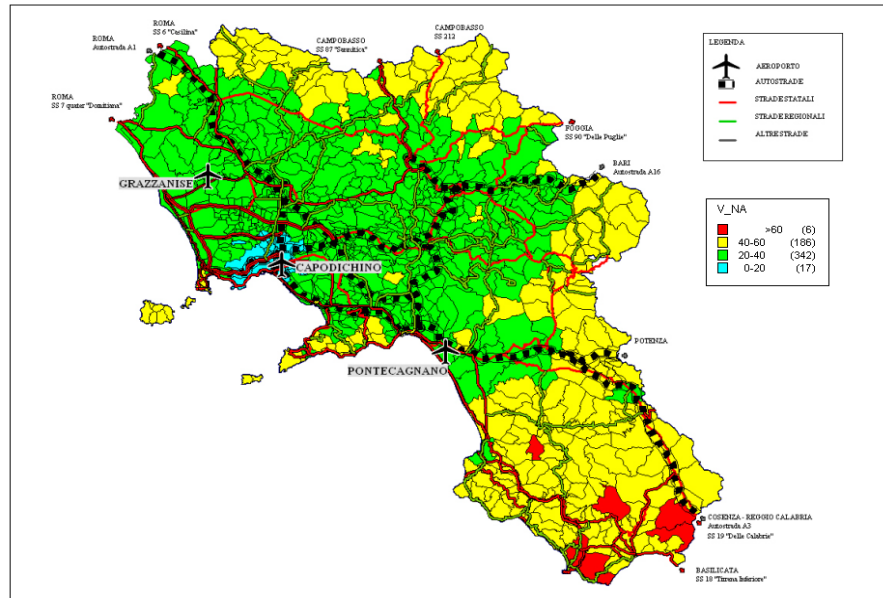 ROMA
SS 6 "Casilina"
ROMA
Autostrada A1
CAMPOBASSO
SS 87 "Sannitica"
CAMPOBASSO
SS 212
ROMA
SS 7 quater "Domitiana"
FOGGIA
SS 90 "Delle Puglie"
BARI
Autostrada A16
GRAZZANISE
CAPODICHINO
PONTECAGNANO
POTENZA
COSENZA - REGGIO CALABRIA
Autostrada A3
SS 19 "Delle Calabrie"
BASILICATA
SS 18 "Tirrena Inferiore"
LEGENDA
AEROPORTO
AUTOSTRADE
STRADE STATALI
STRADE REGIONALI
ALTRE STRADE
V_NA
>60 (6)
40-60 (186)
20-40 (342)
0-20 (17)